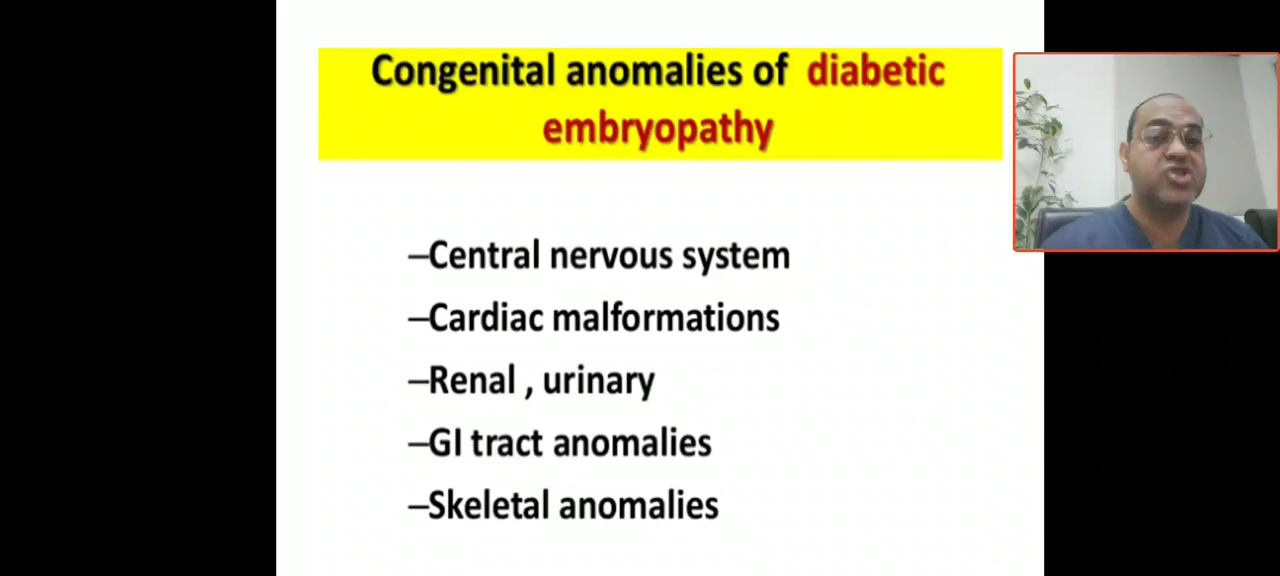 Congenital anomalies of diabetic
embryopathy
–Central nervous system
–Cardiac malformations
–Renal , urinary
–GI tract anomalies
–Skeletal anomalies